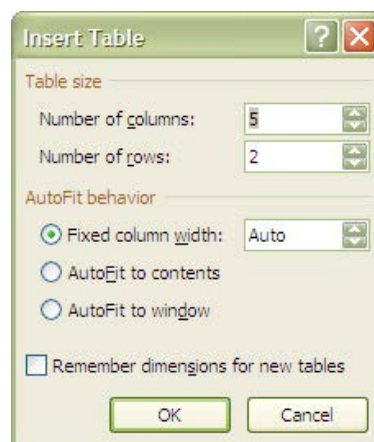 Insert Table
?
Table size
Number of columns: 5
Number of rows: 2
AutoFit behavior
Fixed column width: Auto
AutoFit to contents
AutoFit to window
Remember dimensions for new tables
OK Cancel